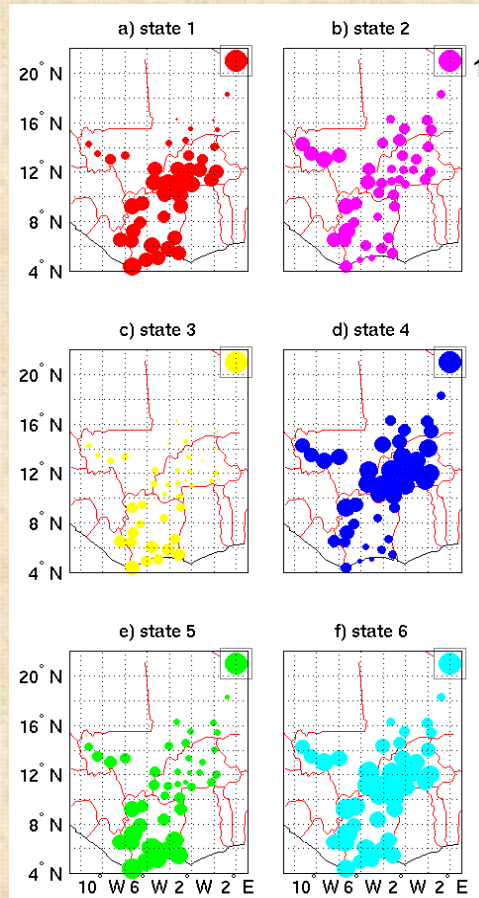 a) state 1
b) state 2
1
20° N
16° N
12° N
8° N
4° N
c) state 3
d) state 4
20° N
16° N
12° N
8° N
4° N
e) state 5
f) state 6
20° N
16° N
12° N
8° N
4° N
10° W 6° W 2° W 2° E
10° W 6° W 2° W 2° E